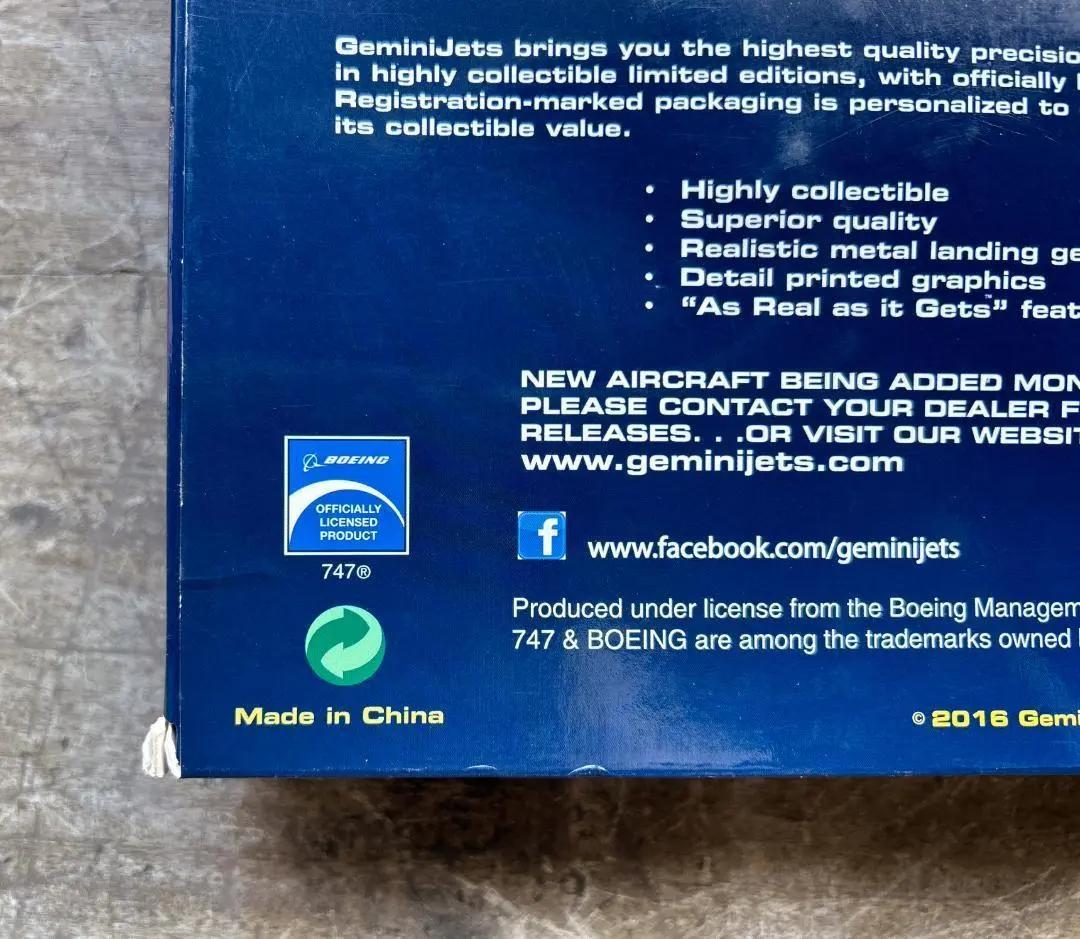 GeminiJets brings you the highest quality precisio
in highly collectible limited editions, with officially
Registration-marked packaging is personalized to
its collectible value.
• Highly collectible
• Superior quality
• Realistic metal landing ge
• Detail printed graphics
• “As Real as it Gets™” feat
NEW AIRCRAFT BEING ADDED MON
PLEASE CONTACT YOUR DEALER F
RELEASES. . .OR VISIT OUR WEBSIT
www.geminijets.com
BOEING
OFFICIALLY
LICENSED
PRODUCT
747®
f www.facebook.com/geminijets
Produced under license from the Boeing Managem
747 & BOEING are among the trademarks owned
Made in China
© 2016 Gemi